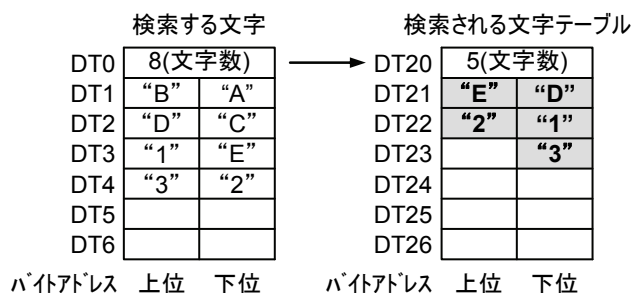 検索する文字 検索される文字テーブル
DT0 8(文字数) DT20 5(文字数)
DT1 “B” “A” DT21 “E” “D”
DT2 “D” “C” DT22 “2” “1”
DT3 “1” “E” DT23 “3”
DT4 “3” “2” DT24
DT5 DT25
DT6 DT26
バイトアドレス 上位 下位 バイトアドレス 上位 下位